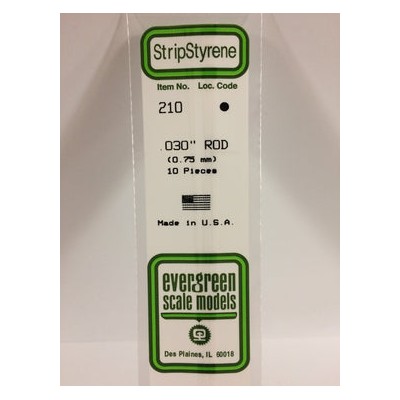 StripStyrene
Item No. Loc. Code
210
.030" ROD
(0.75 mm)
10 Pieces
Made in U.S.A.
evergreen
scale models
Des Plaines, IL 60018